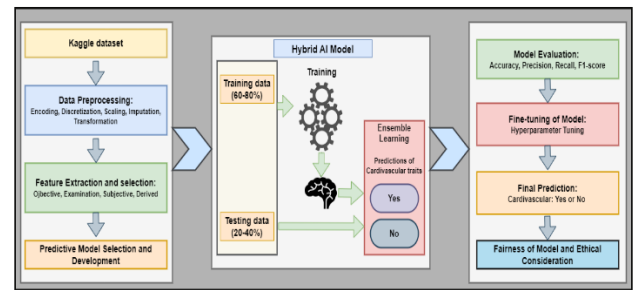 Kaggle dataset
Data Preprocessing:
Encoding, Discretization, Scaling, Imputation,
Transformation
Feature Extraction and selection:
Objective, Examination, Subjective, Derived
Predictive Model Selection and
Development
Hybrid AI Model
Training data
(60-80%)
Training
Testing data
(20-40%)
Ensemble
Learning
Predictions of
Cardiovascular traits
Yes
No
Model Evaluation:
Accuracy, Precision, Recall, F1-score
Fine-tuning of Model:
Hyperparameter Tuning
Final Prediction:
Cardiovascular: Yes or No
Fairness of Model and Ethical
Consideration